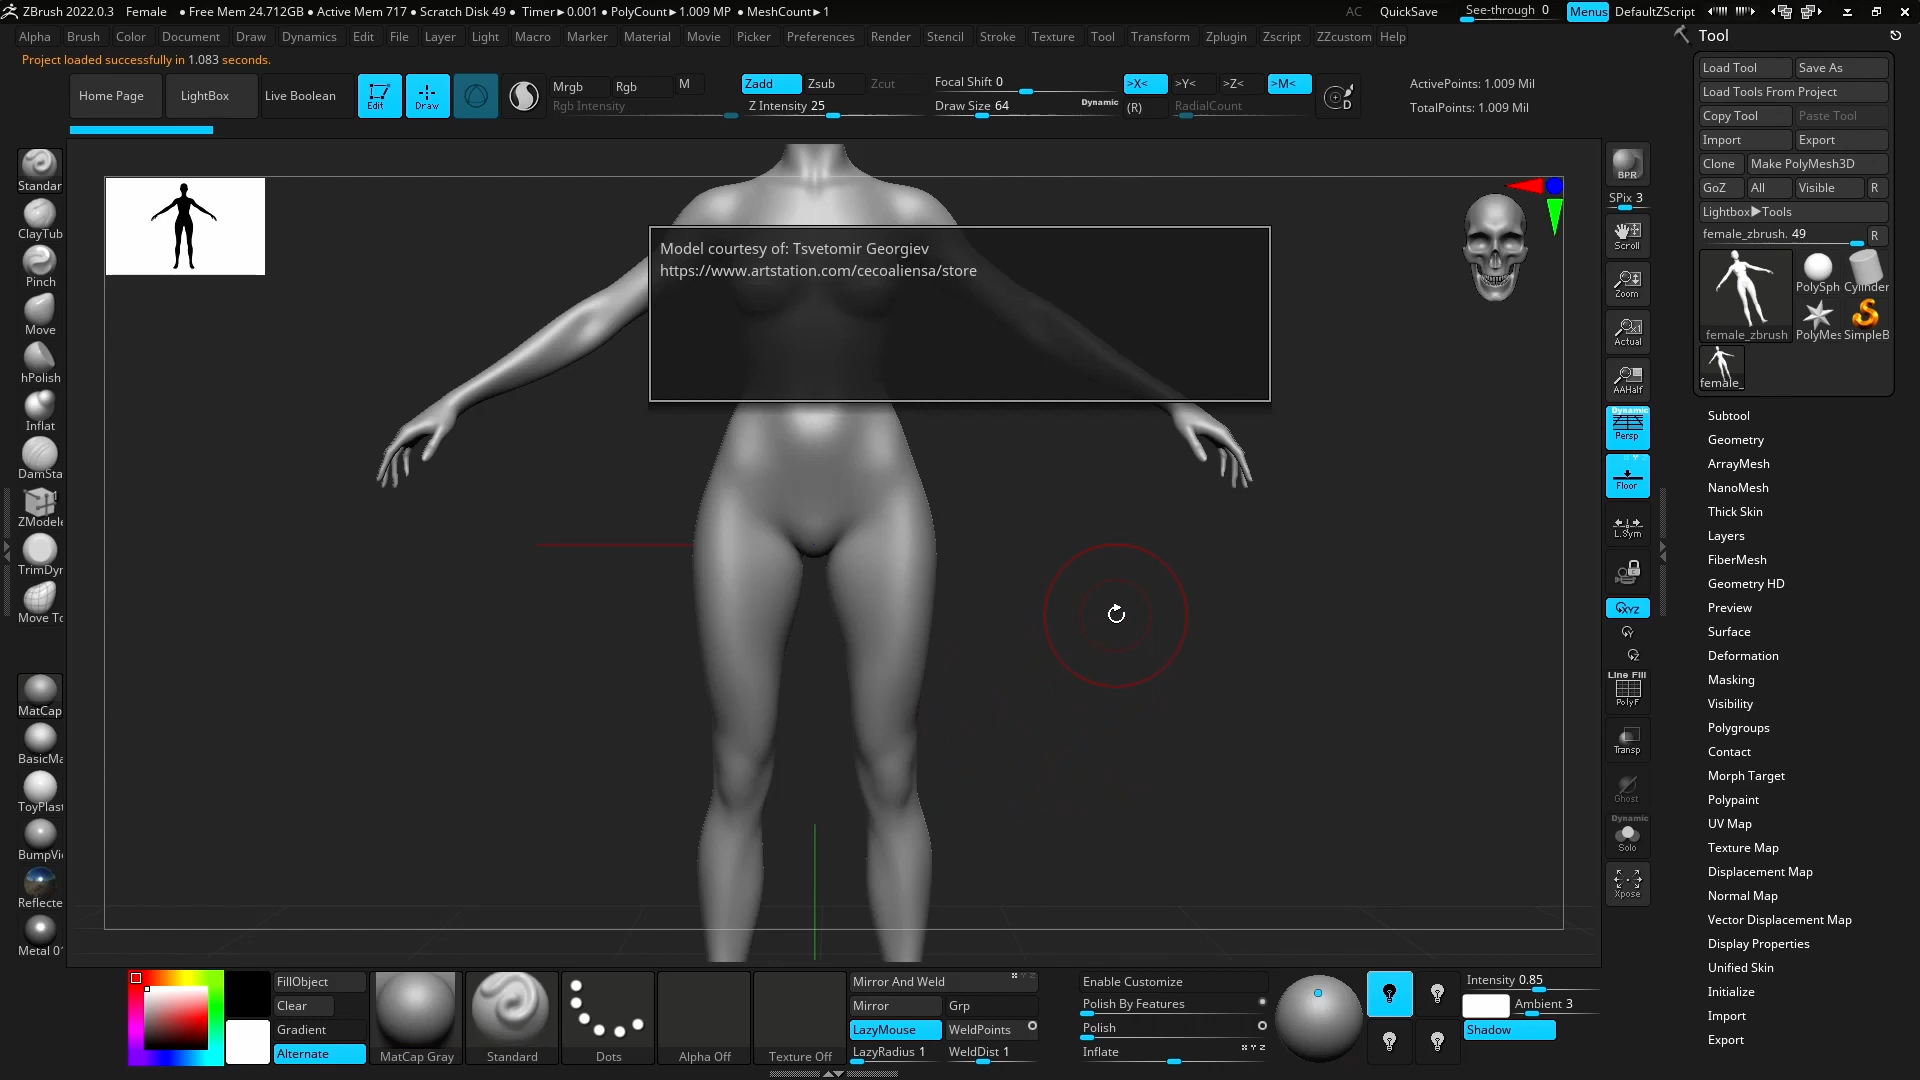 ZBrush 2022.0.3 Female • Free Mem 24.712GB • Active Mem 717 • Scratch Disk 49 • Timer▶0.001 • PolyCount▶1.009 MP • MeshCount▶1 AC QuickSave See-through 0 Menus DefaultZScript
Alpha Brush Color Document Draw Dynamics Edit File Layer Light Macro Marker Material Movie Picker Preferences Render Stencil Stroke Texture Tool Transform Zplugin Zscript ZZcustom Help
Project loaded successfully in 1.083 seconds.
Home Page LightBox Live Boolean Edit Draw
Mrgb Rgb M
Rgb Intensity
Zadd Zsub Zcut
Z Intensity 25
Focal Shift 0
Draw Size 64 Dynamic
>X< >Y< >Z< >M<
(R) RadialCount
D
ActivePoints: 1.009 Mil
TotalPoints: 1.009 Mil
Standar
ClayTub
Pinch
Move
hPolish
Inflat
DamSta
ZModele
TrimDyn
Move To
MatCap
BasicMa
ToyPlast
BumpVi
Reflecte
Metal 01
Model courtesy of: Tsvetomir Georgiev
https://www.artstation.com/cecoaliensa/store
BPR
SPix 3
Scroll
Zoom
Actual
AAHalf
Dynamic
Persp
Floor
L.Sym
XYZ
Line Fill
PolyF
Transp
Ghost
Dynamic
Solo
Xpose
Tool
Load Tool Save As
Load Tools From Project
Copy Tool Paste Tool
Import Export
Clone Make PolyMesh3D
GoZ All Visible R
Lightbox▶Tools
female_zbrush. 49 R
female_zbrush
PolySph Cylinder
PolyMes SimpleB
female_
Subtool
Geometry
ArrayMesh
NanoMesh
Thick Skin
Layers
FiberMesh
Geometry HD
Preview
Surface
Deformation
Masking
Visibility
Polygroups
Contact
Morph Target
Polypaint
UV Map
Texture Map
Displacement Map
Normal Map
Vector Displacement Map
Display Properties
Unified Skin
Initialize
Import
Export
FillObject
Clear
Gradient
Alternate
MatCap Gray
Standard
Dots
Alpha Off
Texture Off
Mirror And Weld
Mirror Grp
LazyMouse WeldPoints
LazyRadius 1 WeldDist 1
Enable Customize
Polish By Features
Polish
Inflate
Intensity 0.85
Ambient 3
Shadow